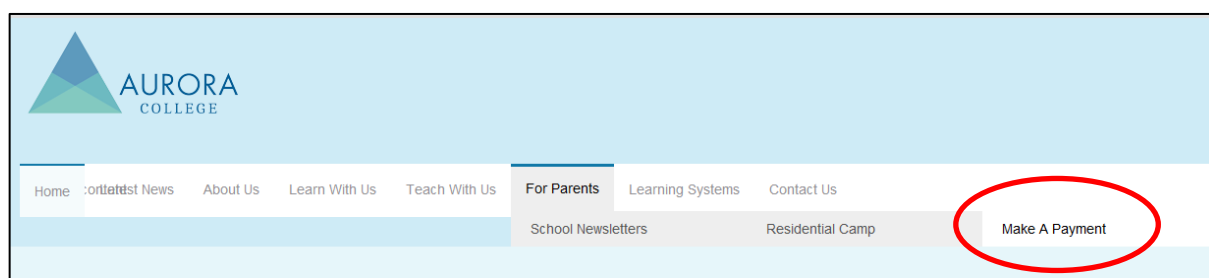 AURORA
COLLEGE
Home Latest News About Us Learn With Us Teach With Us For Parents Learning Systems Contact Us
School Newsletters Residential Camp Make A Payment